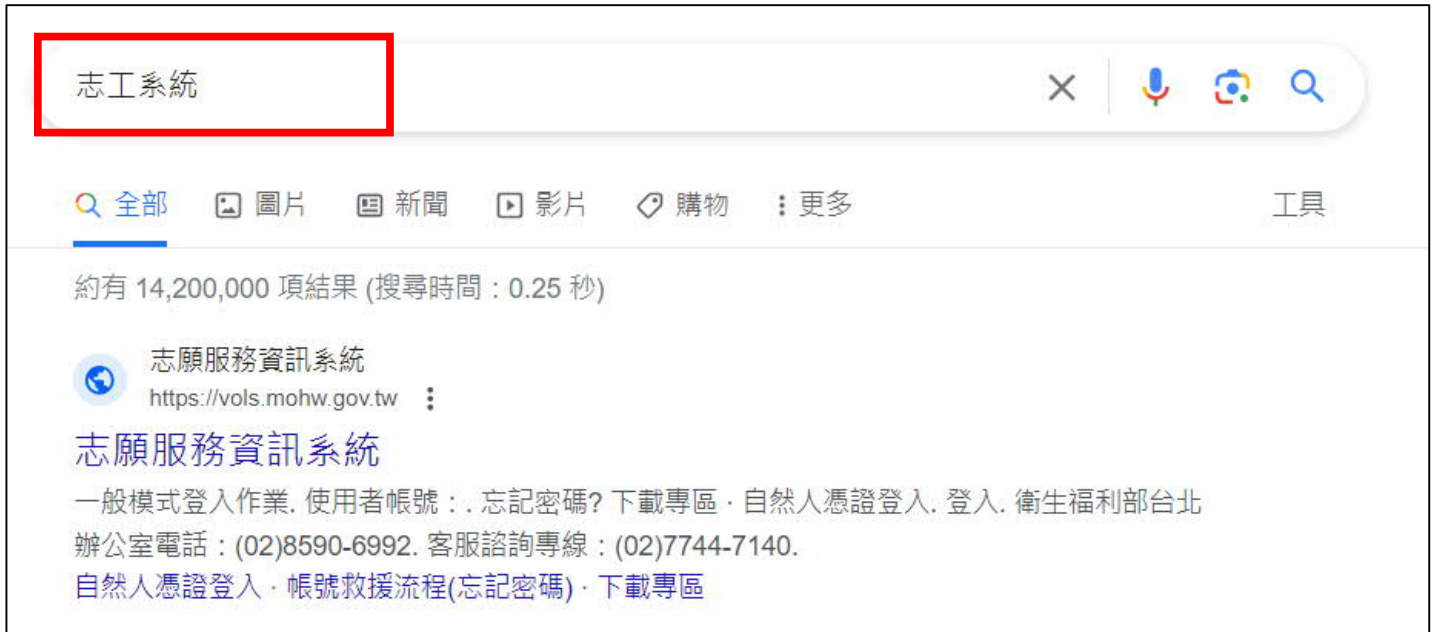 志工系統
全部 圖片 新聞 影片 購物 更多 工具
約有 14,200,000 項結果 (搜尋時間：0.25 秒)
志願服務資訊系統
https://vols.mohw.gov.tw
志願服務資訊系統
一般模式登入作業. 使用者帳號：. 忘記密碼? 下載專區 · 自然人憑證登入. 登入. 衛生福利部台北
辦公室電話：(02)8590-6992. 客服諮詢專線：(02)7744-7140.
自然人憑證登入 · 帳號救援流程(忘記密碼) · 下載專區